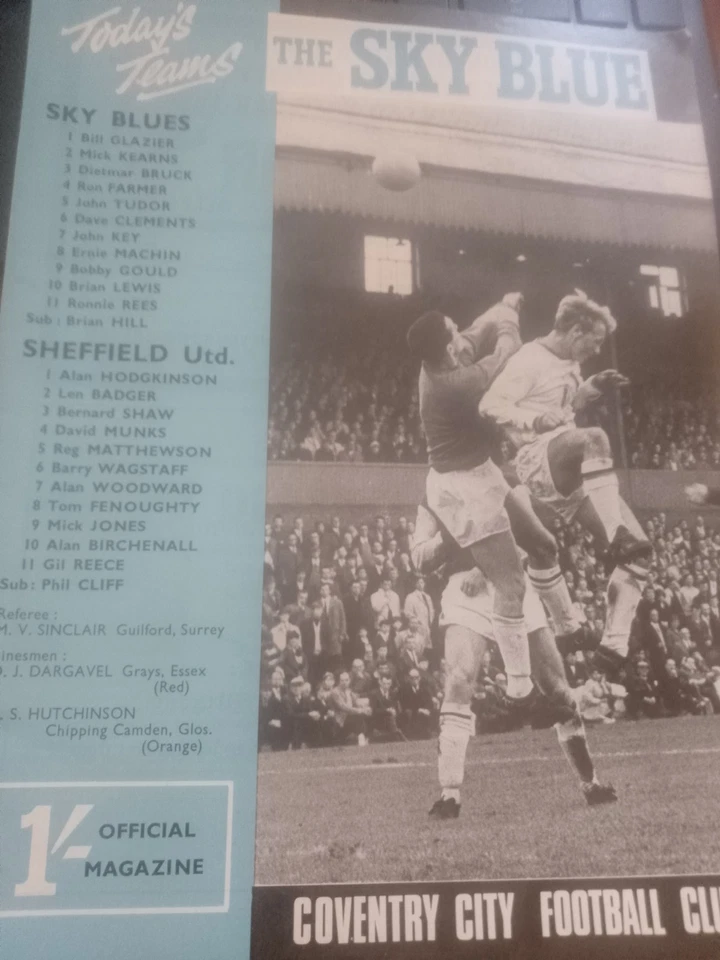 Today's
Teams
SKY BLUES
1 Bill GLAZIER
2 Mick KEARNS
3 Dietmar BRUCK
4 Ron FARMER
5 John TUDOR
6 Dave CLEMENTS
7 John KEY
8 Ernie MACHIN
9 Bobby GOULD
10 Brian LEWIS
11 Ronnie REES
Sub: Brian HILL
SHEFFIELD Utd.
1 Alan HODGKINSON
2 Len BADGER
3 Bernard SHAW
4 David MUNKS
5 Reg MATTHEWSON
6 Barry WAGSTAFF
7 Alan WOODWARD
8 Tom FENOUGHTY
9 Mick JONES
10 Alan BIRCHENALL
11 Gil REECE
Sub: Phil CLIFF
Referee:
M. V. SINCLAIR Guilford, Surrey
inesmen:
J. DARGAVEL Grays, Essex
(Red)
S. HUTCHINSON
Chipping Camden, Glos.
(Orange)
1/- OFFICIAL
MAGAZINE
THE SKY BLUE
COVENTRY CITY FOOTBALL CLU